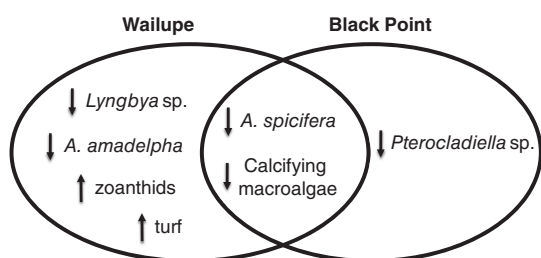 Wailupe
Black Point
↓ Lyngbya sp.
↓ A. amadelpha
↑ zoanthids
↑ turf
↓ A. spicifera
↓ Calcifying
macroalgae
↓ Pterocladiella sp.